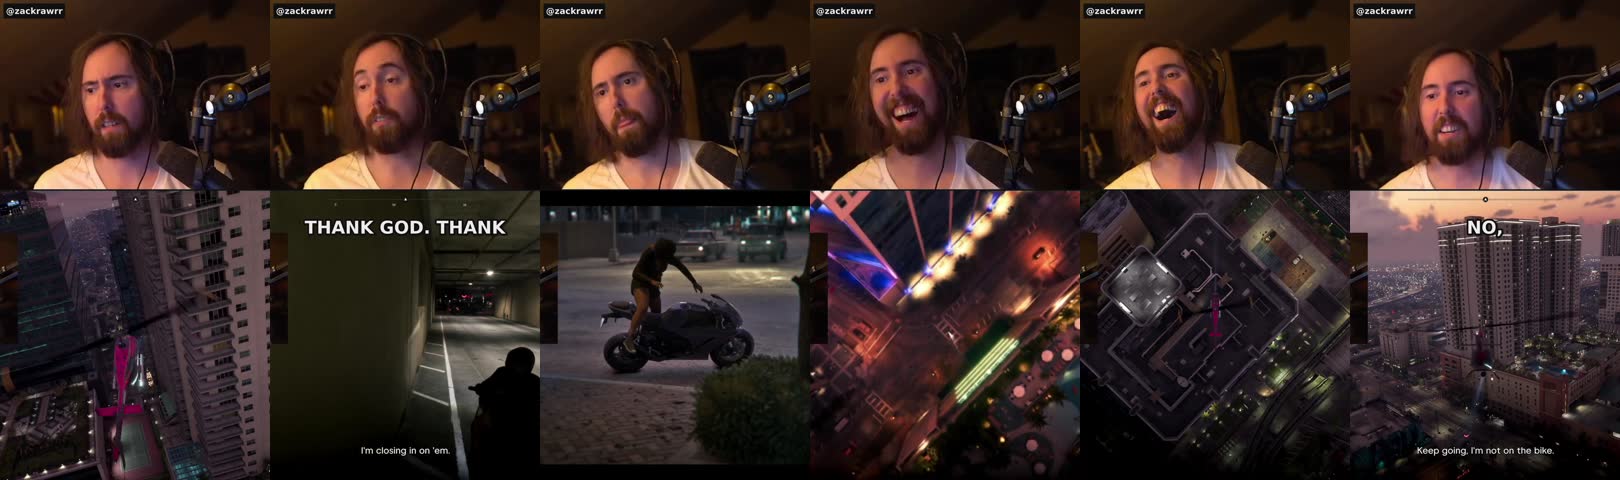 @zackrawrr
@zackrawrr
@zackrawrr
@zackrawrr
@zackrawrr
@zackrawrr
THANK GOD. THANK
I'm closing in on 'em.
NO,
Keep going, I'm not on the bike.